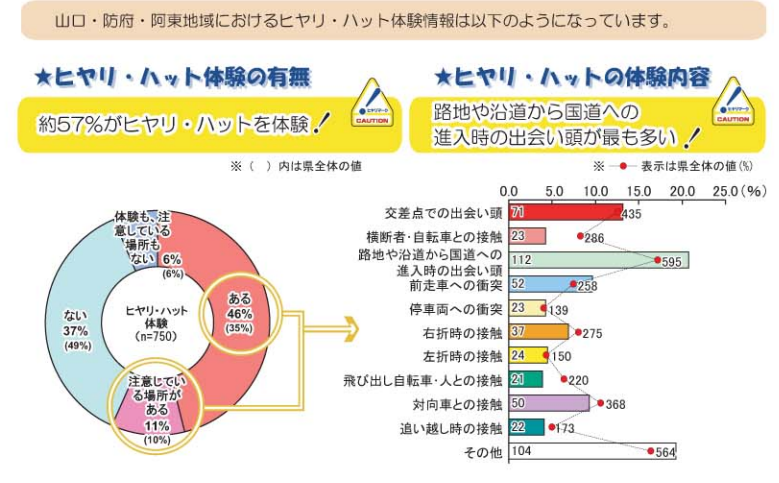 山口・防府・阿東地域におけるヒヤリ・ハット体験情報は以下のようになっています。
★ヒヤリ・ハット体験の有無
約57%がヒヤリ・ハットを体験!
ヒヤリマーク
CAUTION
※（　）内は県全体の値
体験も、注
意している
場所も
ない 6%
(6%)
ない
37%
(49%)
ヒヤリ・ハット
体験
(n=750)
ある
46%
(35%)
注意してい
る場所が
ある
11%
(10%)
★ヒヤリ・ハットの体験内容
路地や沿道から国道への
進入時の出会い頭が最も多い!
ヒヤリマーク
CAUTION
※ 表示は県全体の値(%)
0.0 5.0 10.0 15.0 20.0 25.0(%)
交差点での出会い頭 71 435
横断者・自転車との接触 23 286
路地や沿道から国道への
進入時の出会い頭 112 595
前走車への衝突 52 258
停車両への衝突 23 139
右折時の接触 37 275
左折時の接触 24 150
飛び出し自転車・人との接触 21 220
対向車との接触 50 368
追い越し時の接触 22 173
その他 104 564